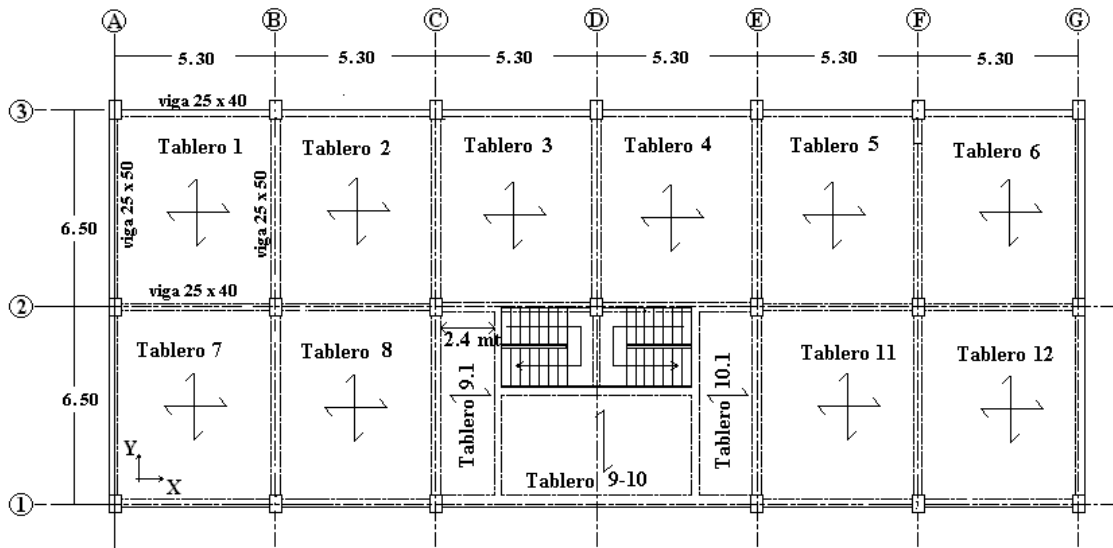 A B C D E F G
5.30 5.30 5.30 5.30 5.30 5.30
3
viga 25 x 40
Tablero 1
Tablero 2
Tablero 3
Tablero 4
Tablero 5
Tablero 6
viga 25 x 50
viga 25 x 50
6.50
viga 25 x 40
2
2.4 mt
Tablero 7
Tablero 8
Tablero 9.1
Tablero 10.1
Tablero 11
Tablero 12
6.50
Tablero 9-10
Y
X
1